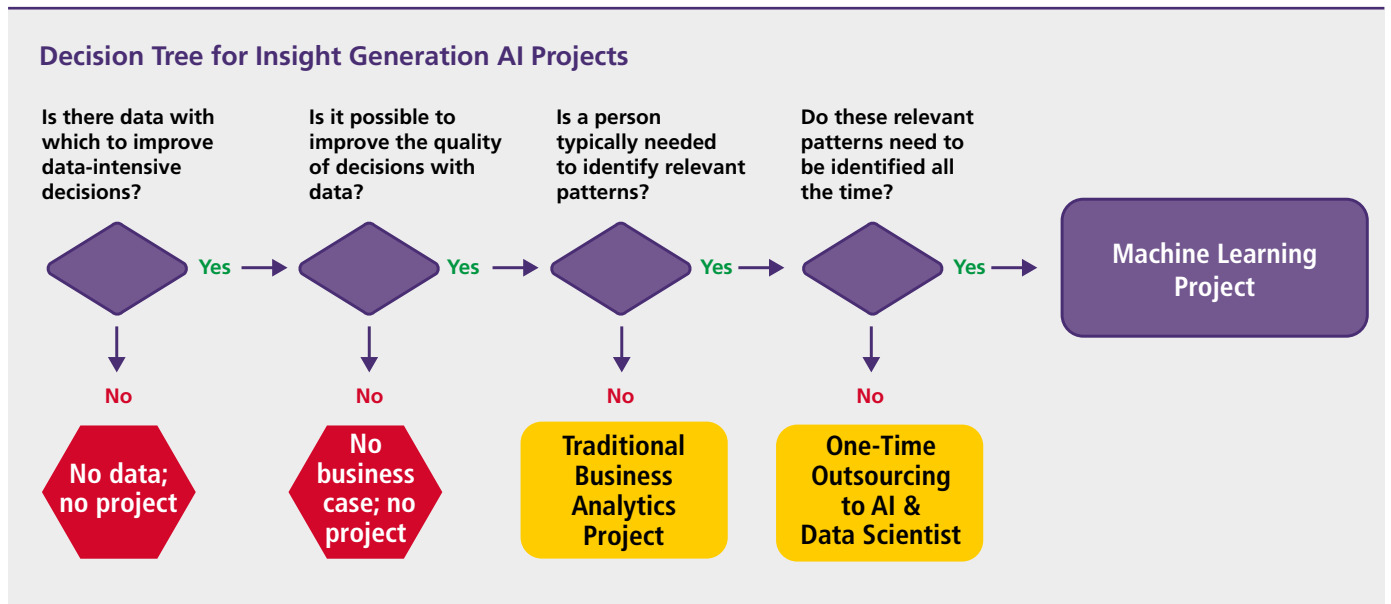 Decision Tree for Insight Generation AI Projects
Is there data with
which to improve
data-intensive
decisions?
Is it possible to
improve the quality
of decisions with
data?
Is a person
typically needed
to identify relevant
patterns?
Do these relevant
patterns need to
be identified all
the time?
Yes
Yes
Yes
Yes
Machine Learning
Project
No
No
No
No
No data;
no project
No
business
case; no
project
Traditional
Business
Analytics
Project
One-Time
Outsourcing
to AI &
Data Scientist